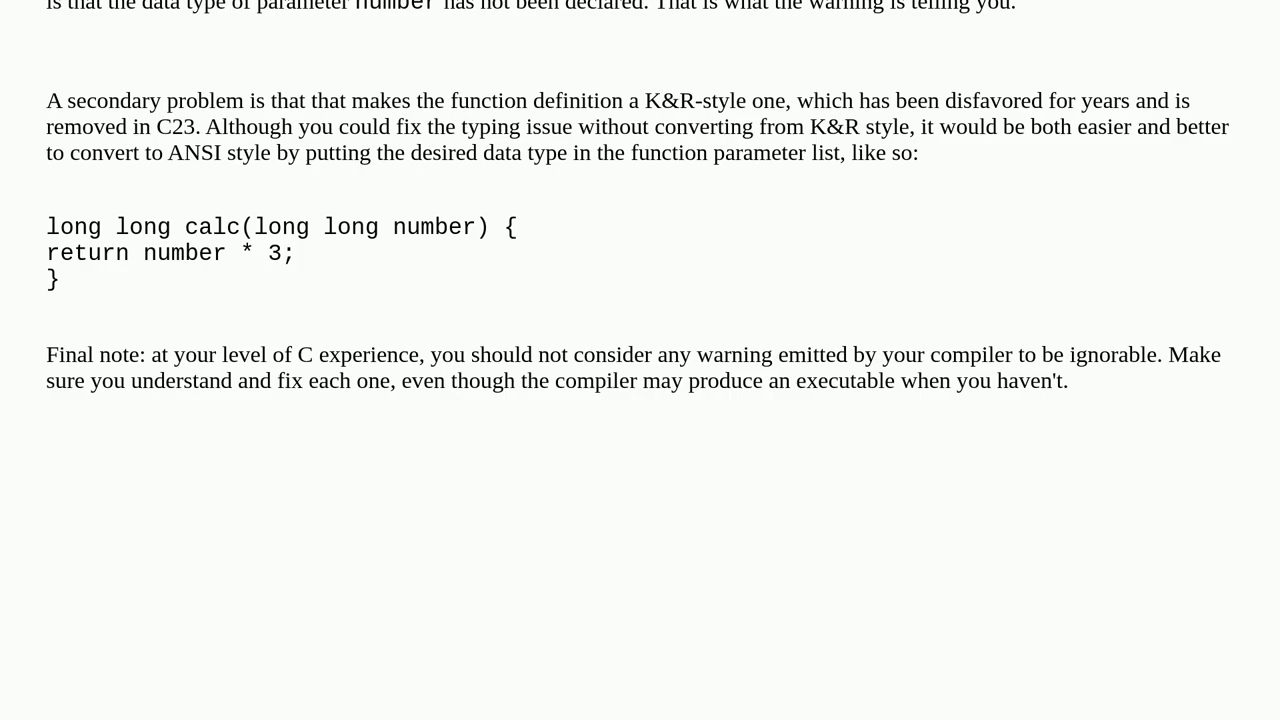 is that the data type of parameter number has not been declared. That is what the warning is telling you.
A secondary problem is that that makes the function definition a K&R-style one, which has been disfavored for years and is
removed in C23. Although you could fix the typing issue without converting from K&R style, it would be both easier and better
to convert to ANSI style by putting the desired data type in the function parameter list, like so:
long long calc(long long number) {
return number * 3;
}
Final note: at your level of C experience, you should not consider any warning emitted by your compiler to be ignorable. Make
sure you understand and fix each one, even though the compiler may produce an executable when you haven't.